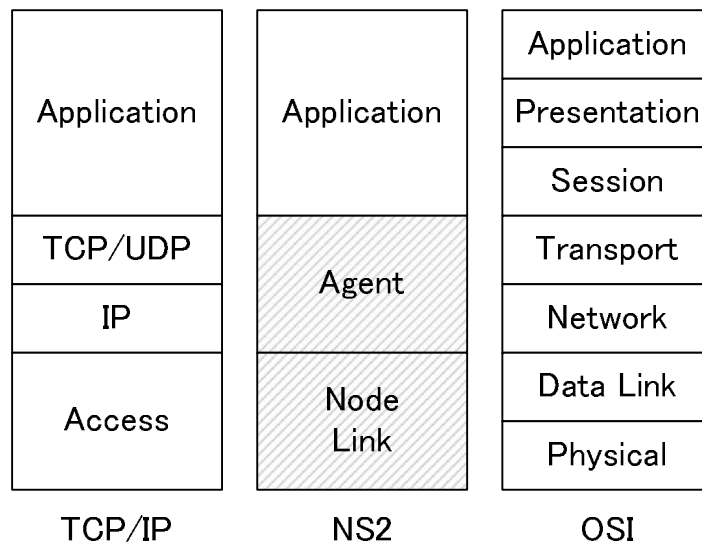 Application
TCP/UDP
IP
Access
TCP/IP
Application
Agent
Node
Link
NS2
Application
Presentation
Session
Transport
Network
Data Link
Physical
OSI